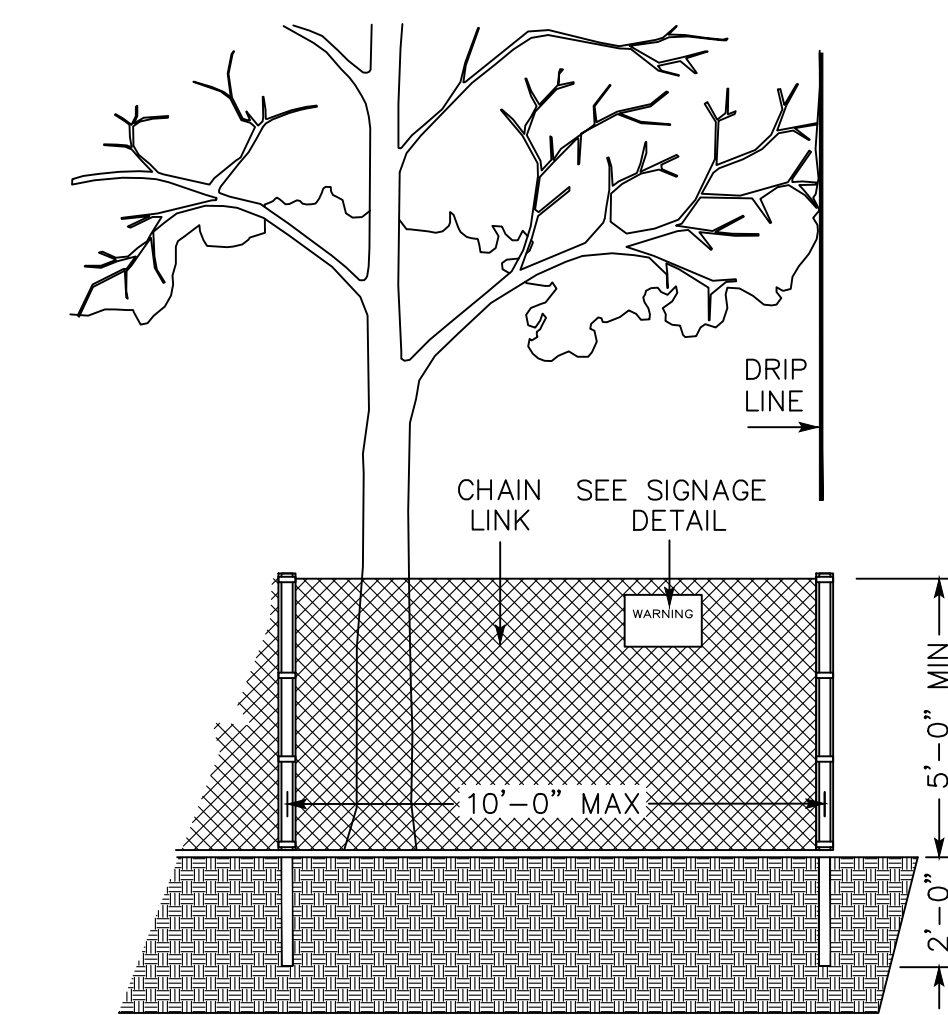 DRIP
LINE
CHAIN
LINK
SEE SIGNAGE
DETAIL
WARNING
10'-0" MAX
5'-0" MIN
2'-0"